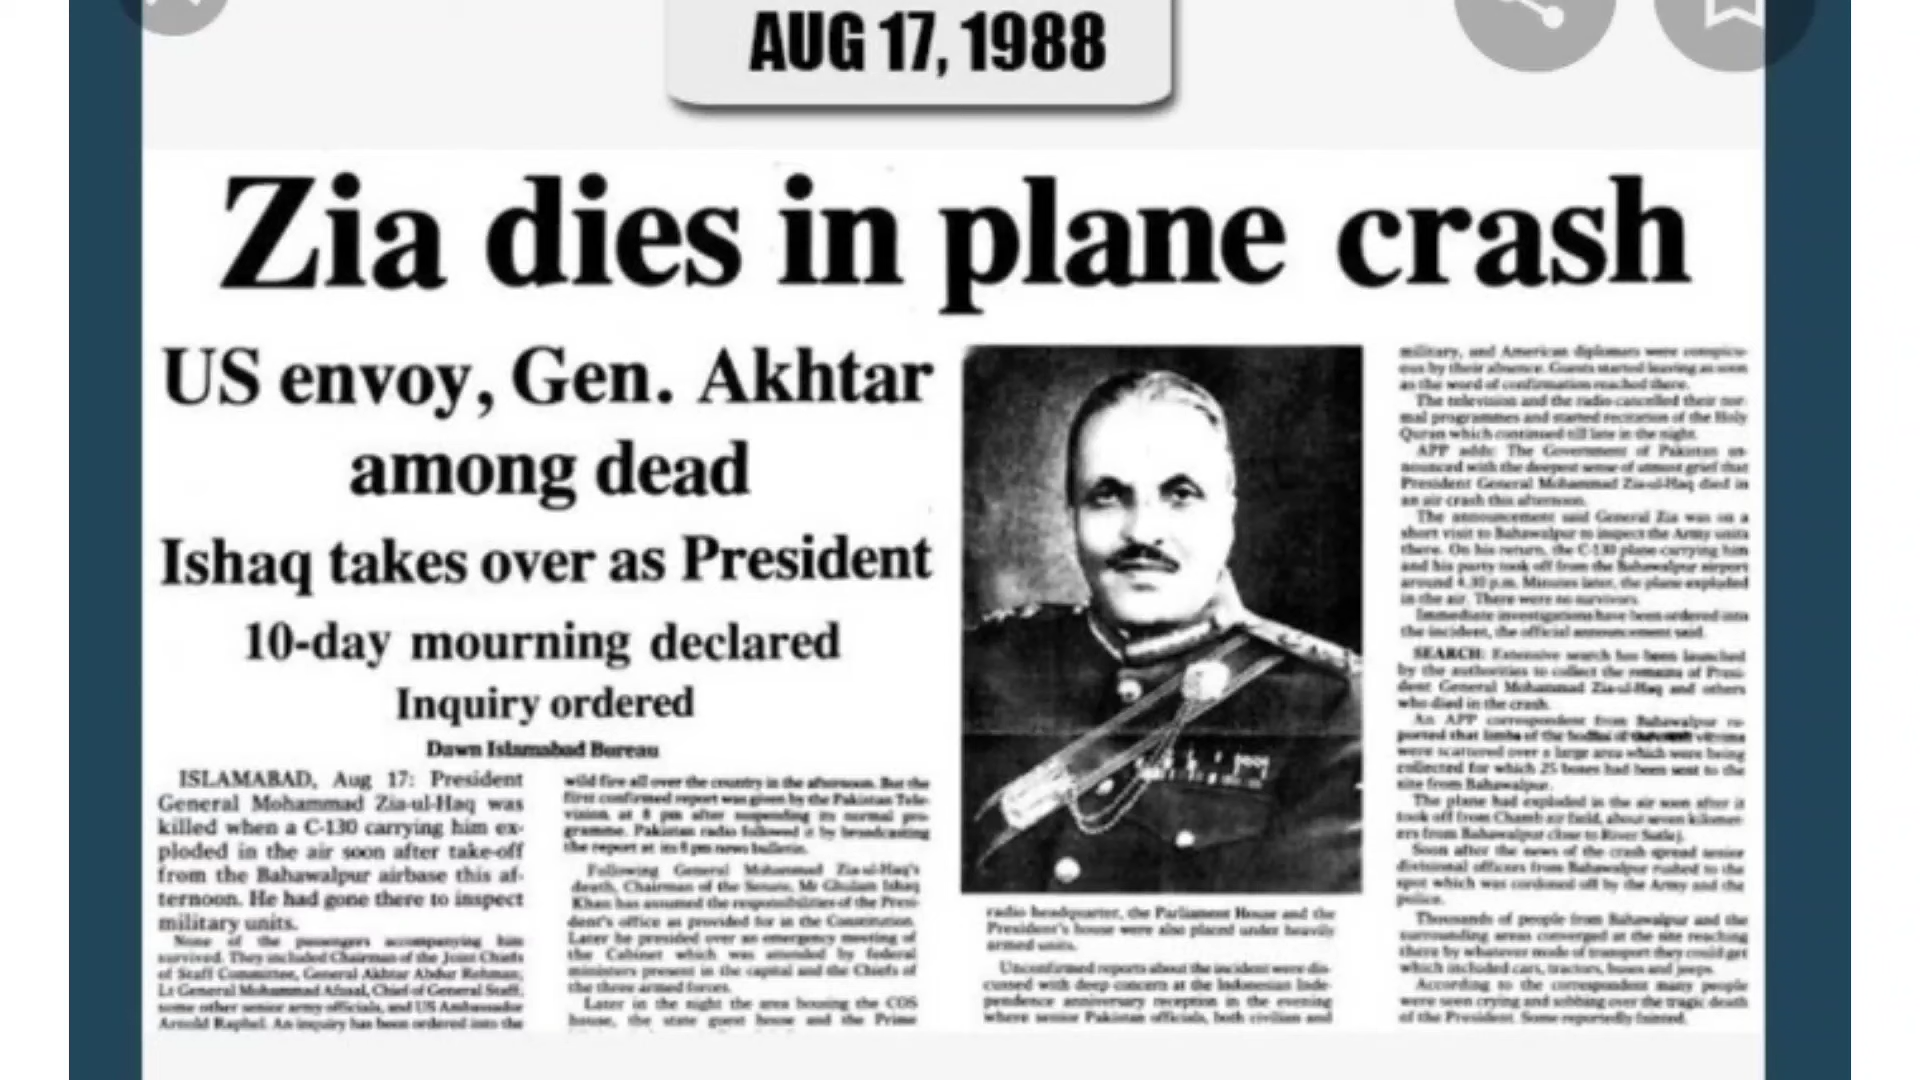 AUG 17, 1988
Zia dies in plane crash
US envoy, Gen. Akhtar
among dead
Ishaq takes over as President
10-day mourning declared
Inquiry ordered
Dawn Islamabad Bureau
ISLAMABAD, Aug 17: President
General Mohammad Zia-ul-Haq was
killed when a C-130 carrying him ex-
ploded in the air soon after take-off
from the Bahawalpur airbase this af-
ternoon. He had gone there to inspect
military units.
None of the passengers accompanying him
survived. They included Chairman of the Joint Chiefs
of Staff Committee, General Akhtar Abdur Rehman;
Lt General Mohammad Afzaal, Chief of General Staff,
some other senior army officials, and US Ambassador
Arnold Raphel. An inquiry has been ordered into the
wild fire all over the country in the afternoon. But the
first confirmed report was given by the Pakistan Tele-
vision at 8 pm after suspending its normal pro-
gramme. Pakistan radio followed it by broadcasting
the report at its 8 pm news bulletin.
Following General Mohammad Zia-ul-Haq's
death, Chairman of the Senate, Mr Ghulam Ishaq
Khan has assumed the responsibilities of the Presi-
dent's office as provided for in the Constitution.
Later he presided over an emergency meeting of
the Cabinet which was attended by federal
ministers present in the capital and the Chiefs of
the three armed forces.
Later in the night the area housing the COS
house, the state guest house and the Prime
radio headquarter, the Parliament House and the
President's house were also placed under heavily
armed units.
Unconfirmed reports about the incident were dis-
cussed with deep concern at the Indonesian Inde-
pendence anniversary reception in the evening
where senior Pakistan officials, both civilian and
military, and American diplomats were conspicu-
ous by their absence. Guests started leaving as soon
as the word of confirmation reached there.
The television and the radio cancelled their nor-
mal programmes and started recitation of the Holy
Quran which continued till late in the night.
APP adds: The Government of Pakistan an-
nounced with the deepest sense of utmost grief that
President General Mohammad Zia-ul-Haq died in
an air crash this afternoon.
The announcement said General Zia was on a
short visit to Bahawalpur to inspect the Army units
there. On his return, the C-130 plane carrying him
and his party took off from the Bahawalpur airport
around 4.30 p.m. Minutes later, the plane exploded
in the air. There were no survivors.
Immediate investigations have been ordered into
the incident, the official announcement said.
SEARCH: Extensive search has been launched
by the authorities to collect the remains of Presi-
dent General Mohammad Zia-ul-Haq and others
who died in the crash.
An APP correspondent from Bahawalpur re-
ported that limbs of the bodies of
were scattered over a large area which were being
collected for which 25 boxes had been sent to the
site from Bahawalpur.
The plane had exploded in the air soon after it
took off from Chamb air field, about seven kilomet-
ers from Bahawalpur close to River Sutlej.
Soon after the news of the crash spread senior
divisional officers from Bahawalpur rushed to the
spot which was cordoned off by the Army and the
police.
Thousands of people from Bahawalpur and the
surrounding areas converged at the site reaching
there by whatever mode of transport they could get
which included cars, tractors, buses and jeeps.
According to the correspondent many people
were seen crying and sobbing over the tragic death
of the President. Some reportedly fainted.